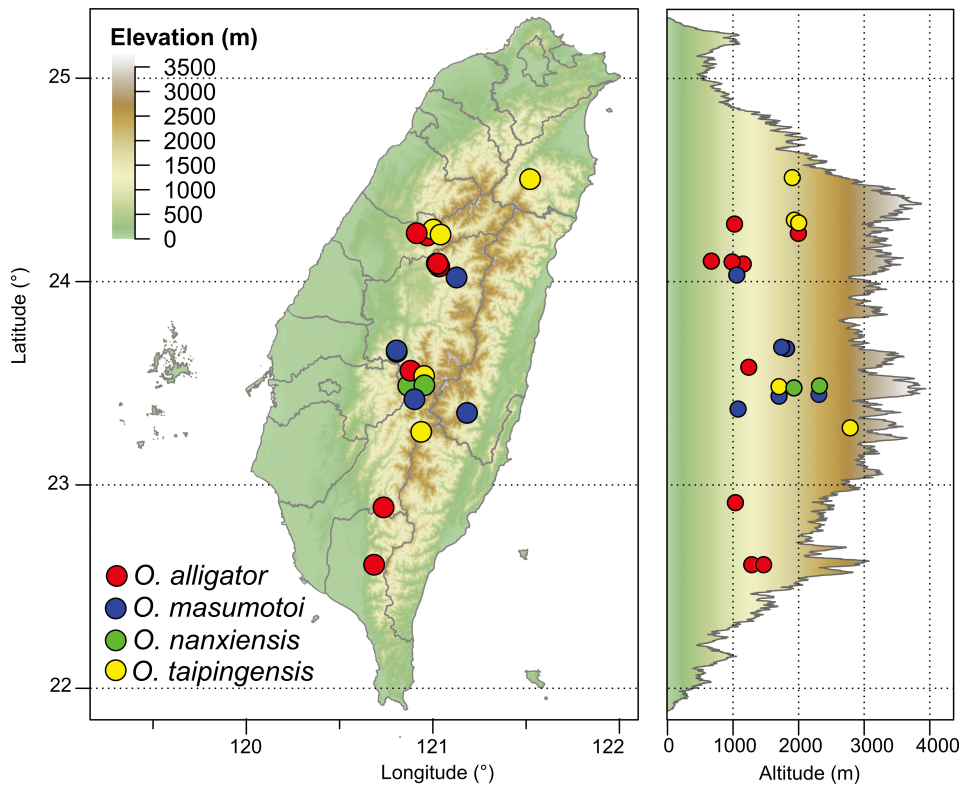 Elevation (m)
3500
3000
2500
2000
1500
1000
500
0
25
24
23
22
Latitude (°)
O. alligator
O. masumotoi
O. nanxiensis
O. taipingensis
120
121
122
Longitude (°)
0
1000
2000
3000
4000
Altitude (m)